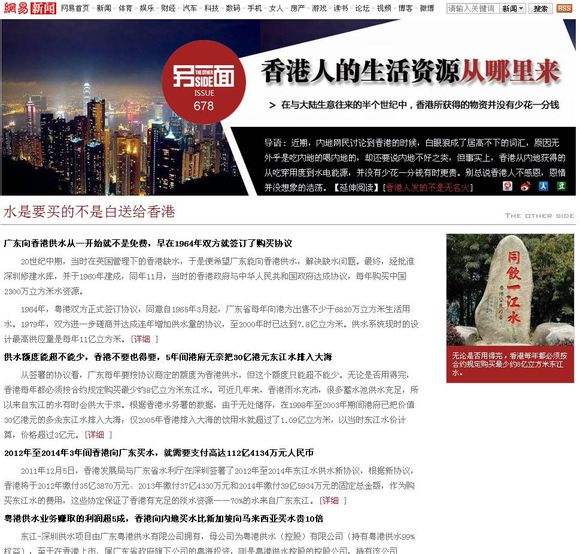 網易 新闻
网易首页 - 新闻 - 体育 - 娱乐 - 财经 - 汽车 - 科技 - 数码 - 手机 - 女人 - 房产 - 游戏 - 读书 - 论坛 - 视频 - 博客 - 微博
请输入关键词 新闻 搜索 RSS
另一面
THE OTHER SIDE
ISSUE
678
香港人的生活资源从哪里来
> 在与大陆生意往来的半个世纪中，香港所获得的物资并没有少花一分钱
导语：近期，内地网民讨论到香港的时候，白眼狼成了居高不下的词汇，原因无
外乎是吃内地的喝内地的，却还要说内地不好之类，但事实上，香港从内地获得的
从吃穿用度到水电能源，并没有少花一分钱有时更贵。别总说香港人不感恩，恩惜
并没想象的浩荡。【延伸阅读】[香港人发的不是无名火]
水是要买的不是白送给香港
THE OTHER SIDE
广东向香港供水从一开始就不是免费，早在1964年双方就签订了购买协议
20世纪中期，当时在英国管理下的香港缺水，于是便希望广东能向香港供水，解决缺水问题。最终，经批准
深圳修建水库，并于1960年建成，同年11月，当时的香港政府与中华人民共和国政府达成协议，每年购买中国
2300万立方米水资源。
1964年，粤港双方正式签订协议，同意自1965年3月起，广东省每年向港方出售不少于6820万立方米生活用
水。1979年，双方进一步磋商并达成连年增加供水量的协议，至2000年时已达到7.8亿立方米。供水系统现时的设
计最高供应量是每年11亿立方米。[详细 ]
供水额度能超不能少，香港不要也得要，5年间港府无奈把30亿港元东江水排入大海
从签署的协议看，广东每年要按协议商定的额度为香港供水，但这个额度只能超不能少。无论是否用得完，
香港每年都必须按合约规定购买最少约8亿立方米东江水。可近几年来，香港雨水充沛，很多蓄水池供水充足，所
以来自东江的水有时会供大于求。根据香港水务署的数据，由于无处储存，在1998年至2003年期间港府已把价值
30亿港元的多余东江水排入大海；仅2005年香港排入大海的饮用水就超过了1.09亿立方米，以当时东江水价计
算，价格超过3亿元。[详细 ]
2012年至2014年3年间香港向广东买水，就需要支付高达112亿4134万元人民币
2011年12月5日，香港发展局与广东省水利厅在深圳签署了2012年至2014年东江水供水新协议，根据新协议，
香港将于2012年缴付35亿3870万元、2013年缴付37亿4330万元和2014年缴付39亿5934万元的固定总金额，作为购
买东江水的费用，这些协定保障了香港有充足的淡水资源——70%的水来自广东东江。[详细 ]
粤港供水业务赚取的利润超5成，香港向内地买水比新加坡向马来西亚买水贵10倍
东江-深圳供水项目由广东粤港供水有限公司拥有，母公司为粤港供水（控股）有限公司（持有粤港供水99%
同饮一江水
无论是否用得完，香港每年都必须按
合约规定购买最少约8亿立方米东江
水。